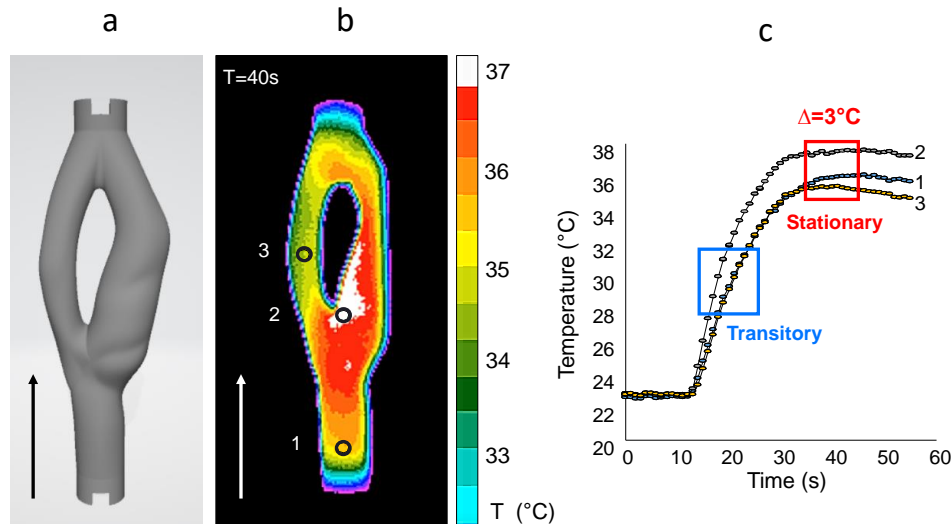 a
b
c
T=40s
3
2
1
37
36
35
34
33
T (°C)
Δ=3°C
38
36
34
32
30
28
26
24
22
20
Temperature (°C)
2
1
3
Stationary
Transitory
0
10
20
30
40
50
60
Time (s)